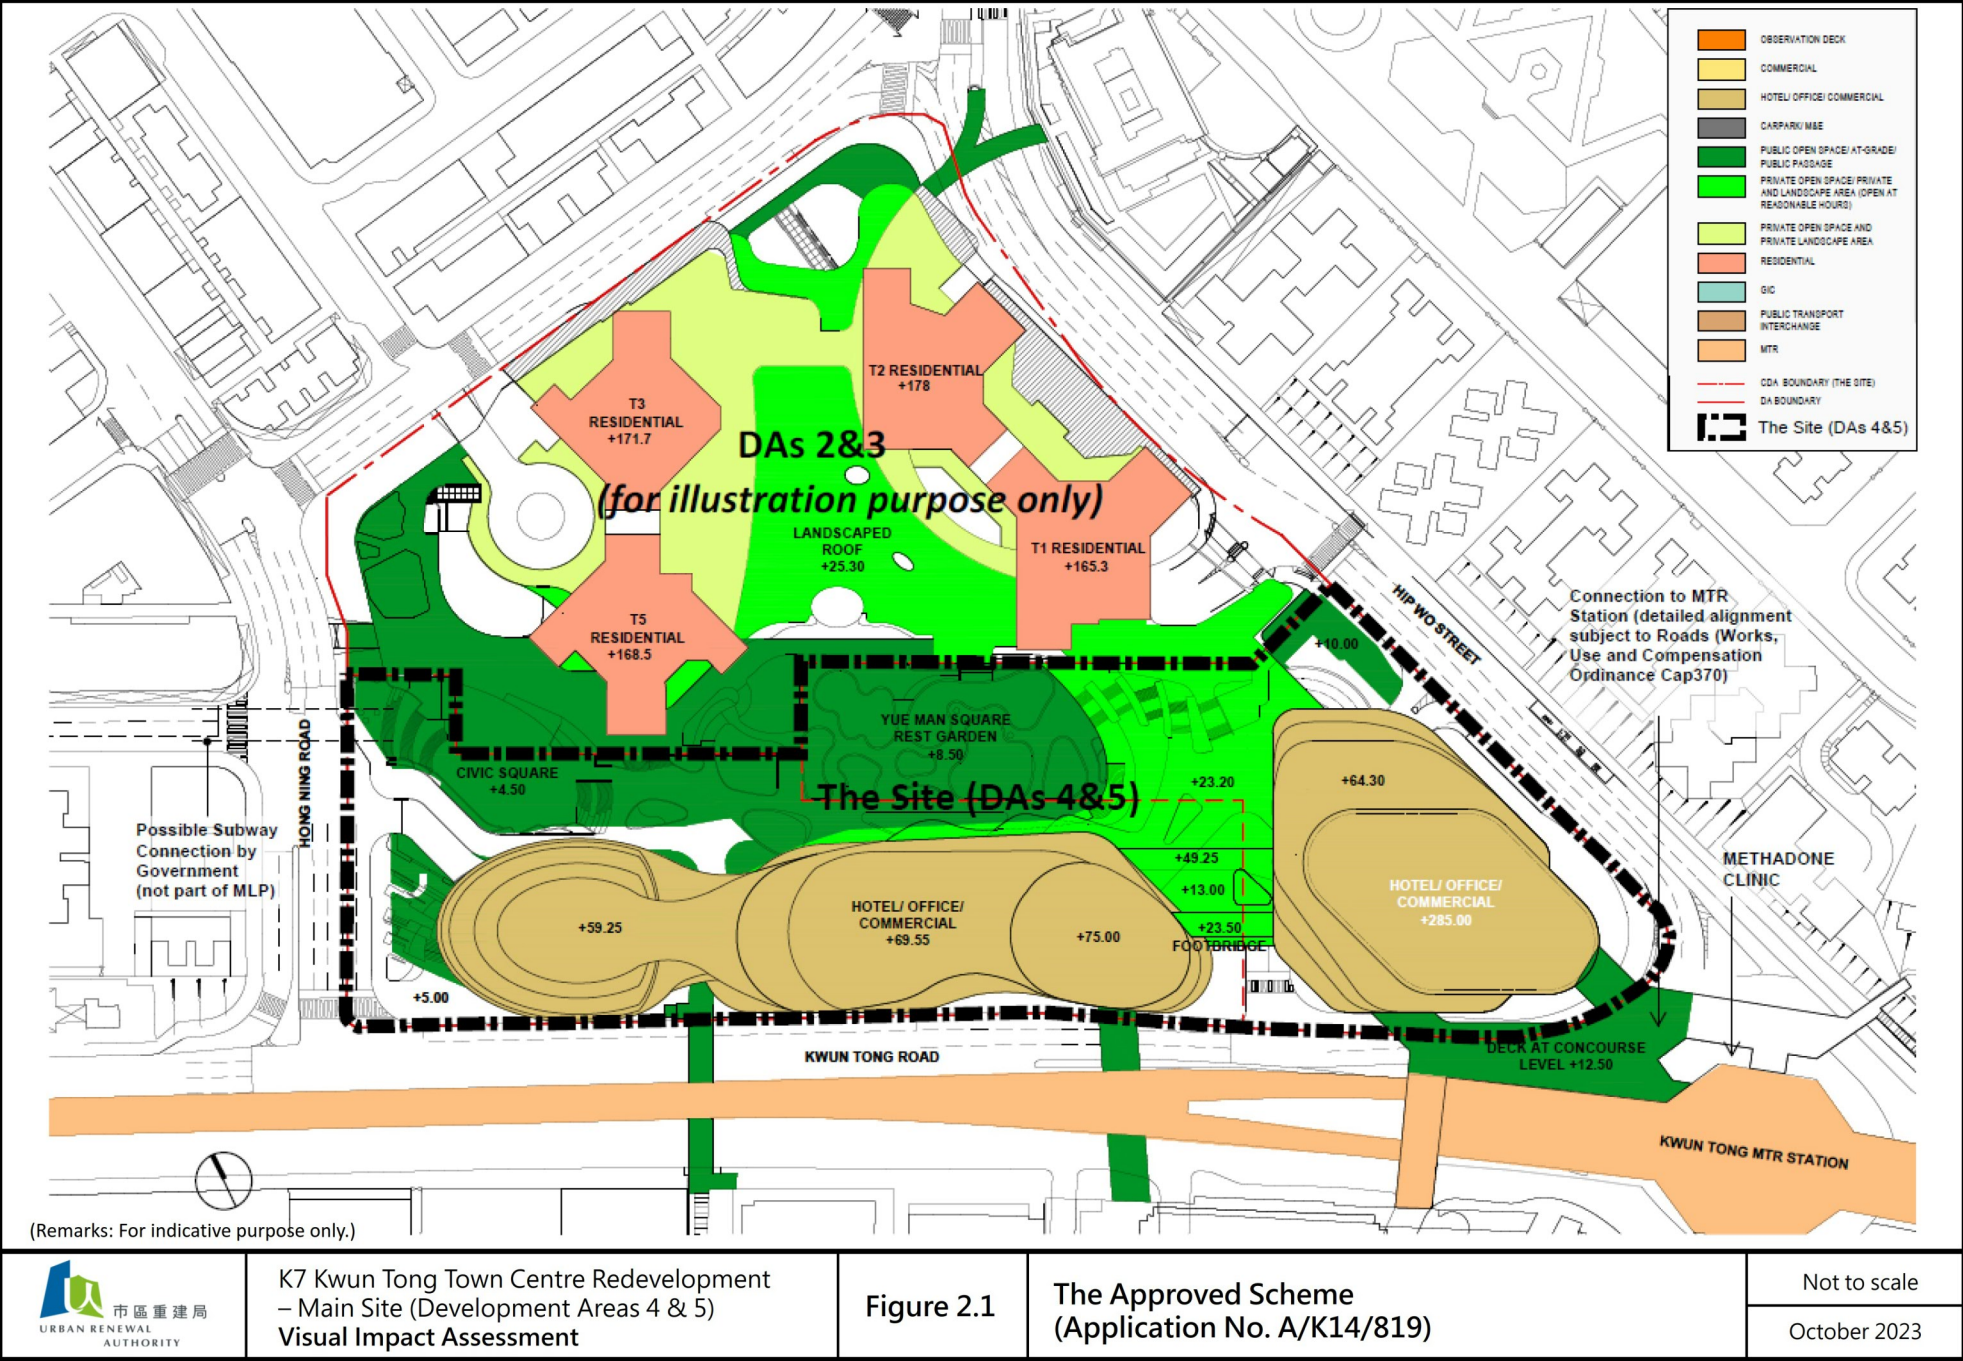 OBSERVATION DECK
COMMERCIAL
HOTEL/ OFFICE/ COMMERCIAL
CARPARK/ M&E
PUBLIC OPEN SPACE/ AT-GRADE/
PUBLIC PASSAGE
PRIVATE OPEN SPACE/ PRIVATE
AND LANDSCAPE AREA (OPEN AT
REASONABLE HOURS)
PRIVATE OPEN SPACE AND
PRIVATE LANDSCAPE AREA
RESIDENTIAL
GIC
PUBLIC TRANSPORT
INTERCHANGE
MTR
CDA BOUNDARY (THE SITE)
DA BOUNDARY
The Site (DAs 4&5)
T2 RESIDENTIAL
+178
T3
RESIDENTIAL
+171.7
DAs 2&3
(for illustration purpose only)
LANDSCAPED
ROOF
+25.30
T1 RESIDENTIAL
+165.3
T5
RESIDENTIAL
+168.5
HIP WO STREET
Connection to MTR
Station (detailed alignment
subject to Roads (Works,
Use and Compensation
Ordinance Cap370)
+10.00
YUE MAN SQUARE
REST GARDEN
+8.50
CIVIC SQUARE
+4.50
The Site (DAs 4&5)
+23.20
+64.30
HONG NING ROAD
Possible Subway
Connection by
Government
(not part of MLP)
METHADONE
CLINIC
+49.25
+13.00
+23.50
FOOTBRIDGE
HOTEL/ OFFICE/
COMMERCIAL
+285.00
+59.25
HOTEL/ OFFICE/
COMMERCIAL
+69.55
+75.00
+5.00
KWUN TONG ROAD
DECK AT CONCOURSE
LEVEL +12.50
KWUN TONG MTR STATION
(Remarks: For indicative purpose only.)
市區重建局
URBAN RENEWAL
AUTHORITY
K7 Kwun Tong Town Centre Redevelopment
– Main Site (Development Areas 4 & 5)
Visual Impact Assessment
Figure 2.1
The Approved Scheme
(Application No. A/K14/819)
Not to scale
October 2023